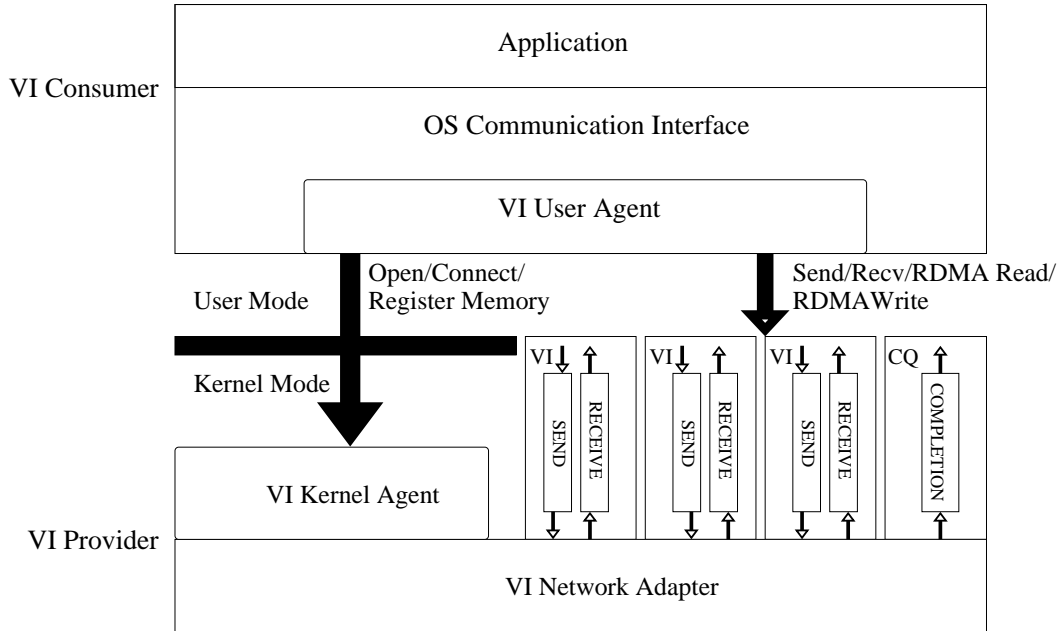 Application
VI Consumer
OS Communication Interface
VI User Agent
Open/Connect/
Register Memory
Send/Recv/RDMA Read/
RDMAWrite
User Mode
Kernel Mode
VI
SEND
RECEIVE
VI
SEND
RECEIVE
VI
SEND
RECEIVE
CQ
COMPLETION
VI Kernel Agent
VI Provider
VI Network Adapter